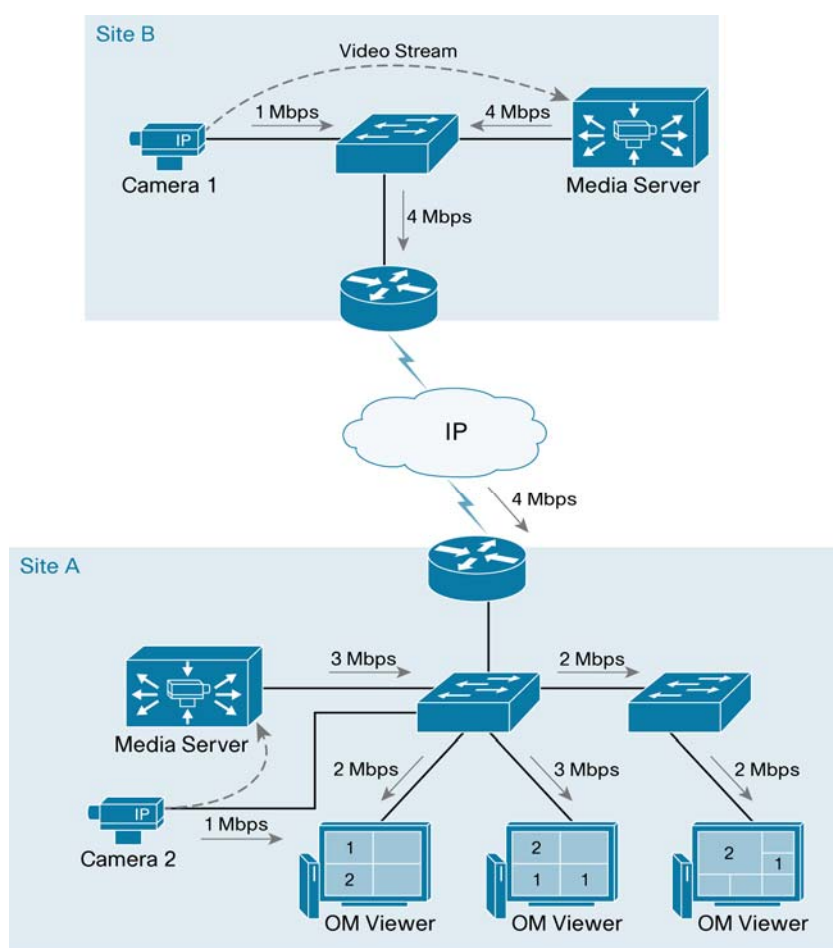 Site B
Video Stream
1 Mbps
4 Mbps
IP
Camera 1
Media Server
4 Mbps
IP
4 Mbps
Site A
3 Mbps
2 Mbps
Media Server
2 Mbps
3 Mbps
2 Mbps
IP
1 Mbps
Camera 2
1
2
2
1
1
2
1
OM Viewer
OM Viewer
OM Viewer